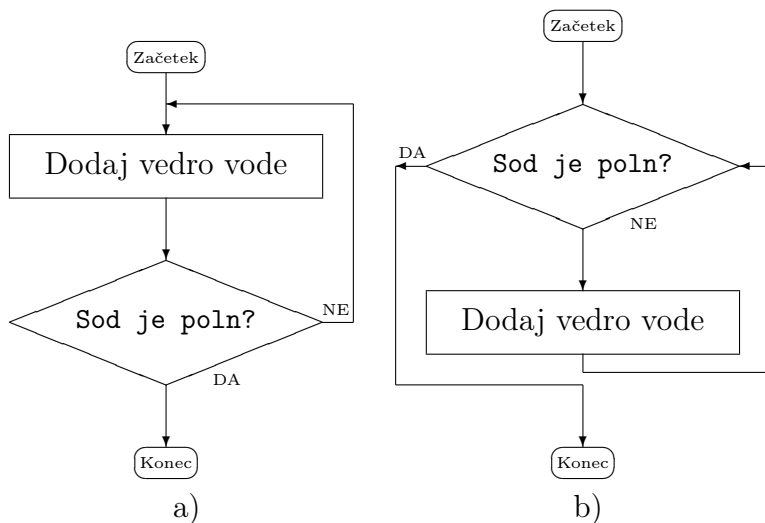 Začetek
Dodaj vedro vode
Sod je poln?
NE
DA
Konec
a)
Začetek
Sod je poln?
DA
NE
Dodaj vedro vode
Konec
b)